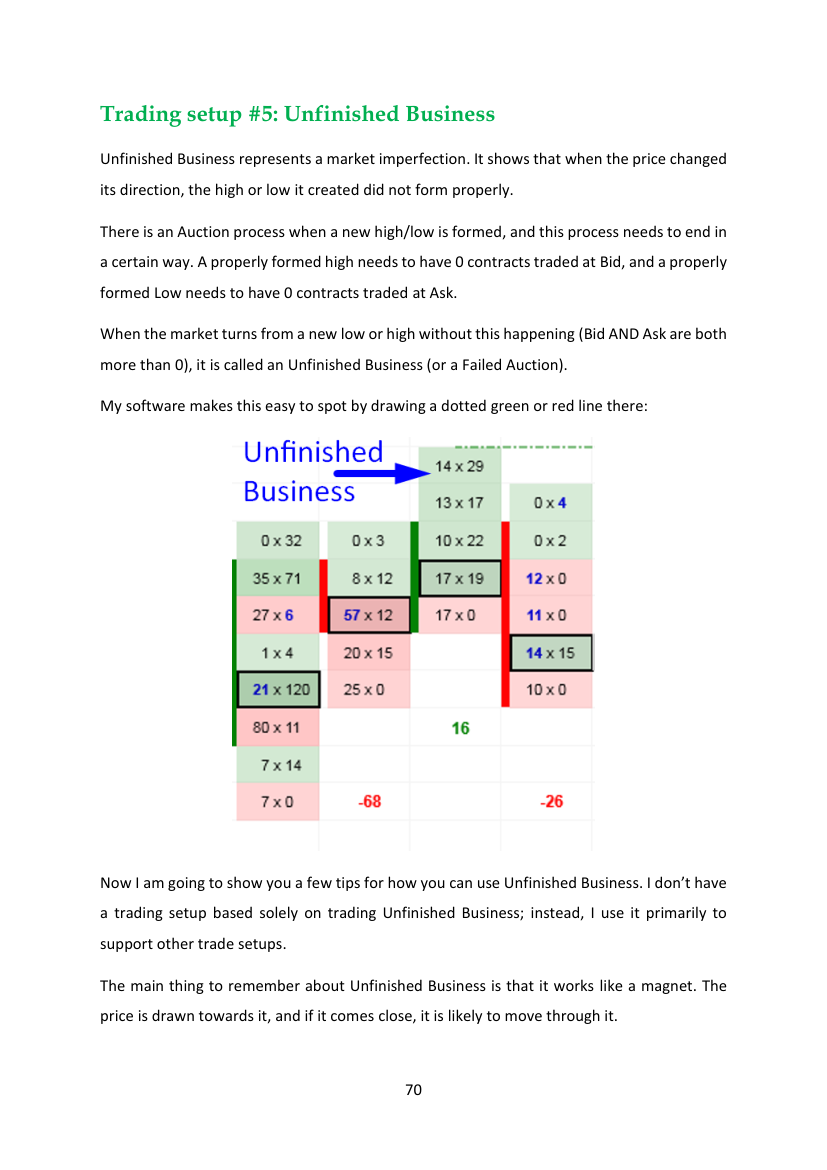 Trading setup #5: Unfinished Business
Unfinished Business represents a market imperfection. It shows that when the price changed
its direction, the high or low it created did not form properly.
There is an Auction process when a new high/low is formed, and this process needs to end in
a certain way. A properly formed high needs to have 0 contracts traded at Bid, and a properly
formed Low needs to have 0 contracts traded at Ask.
When the market turns from a new low or high without this happening (Bid AND Ask are both
more than 0), it is called an Unfinished Business (or a Failed Auction).
My software makes this easy to spot by drawing a dotted green or red line there:
Unfinished
Business
14 x 29
13 x 17 0 x 4
0 x 32 0 x 3 10 x 22 0 x 2
35 x 71 8 x 12 17 x 19 12 x 0
27 x 6 57 x 12 17 x 0 11 x 0
1 x 4 20 x 15 14 x 15
21 x 120 25 x 0 10 x 0
80 x 11 16
7 x 14
7 x 0 -68 -26
Now I am going to show you a few tips for how you can use Unfinished Business. I don’t have
a trading setup based solely on trading Unfinished Business; instead, I use it primarily to
support other trade setups.
The main thing to remember about Unfinished Business is that it works like a magnet. The
price is drawn towards it, and if it comes close, it is likely to move through it.
70